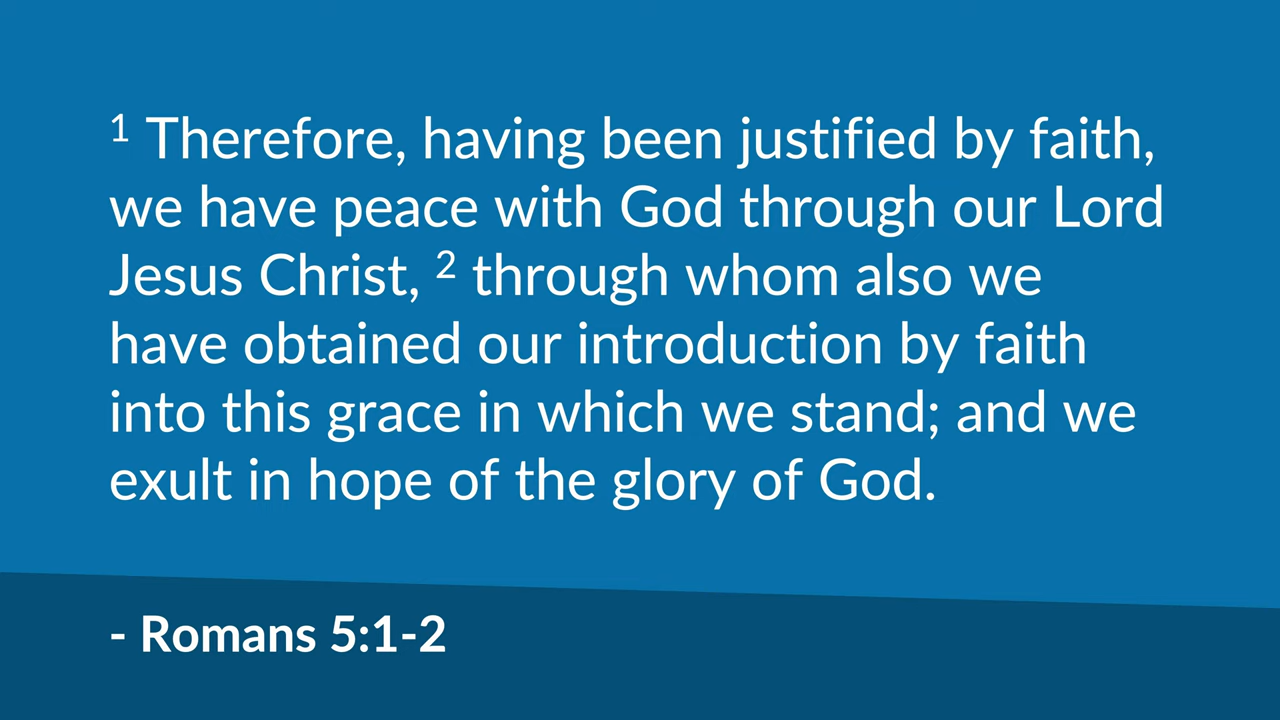 1 Therefore, having been justified by faith,
we have peace with God through our Lord
Jesus Christ, 2 through whom also we
have obtained our introduction by faith
into this grace in which we stand; and we
exult in hope of the glory of God.
- Romans 5:1-2